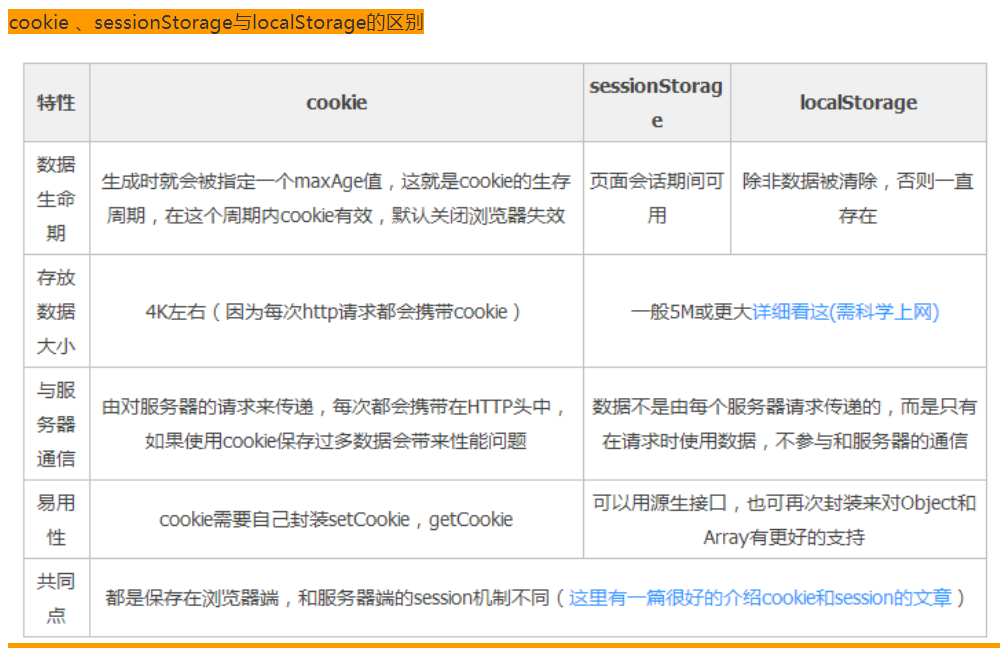 cookie 、sessionStorage与localStorage的区别
特性
cookie
sessionStorag
e
localStorage
数据
生命
期
生成时就会被指定一个maxAge值，这就是cookie的生存
周期，在这个周期内cookie有效，默认关闭浏览器失效
页面会话期间可
用
除非数据被清除，否则一直
存在
存放
数据
大小
4K左右（因为每次http请求都会携带cookie）
一般5M或更大详细看这(需科学上网)
与服
务器
通信
由对服务器的请求来传递，每次都会携带在HTTP头中，
如果使用cookie保存过多数据会带来性能问题
数据不是由每个服务器请求传递的，而是只有
在请求时使用数据，不参与和服务器的通信
易用
性
cookie需要自己封装setCookie，getCookie
可以用源生接口，也可再次封装来对Object和
Array有更好的支持
共同
点
都是保存在浏览器端，和服务器端的session机制不同（这里有一篇很好的介绍cookie和session的文章）